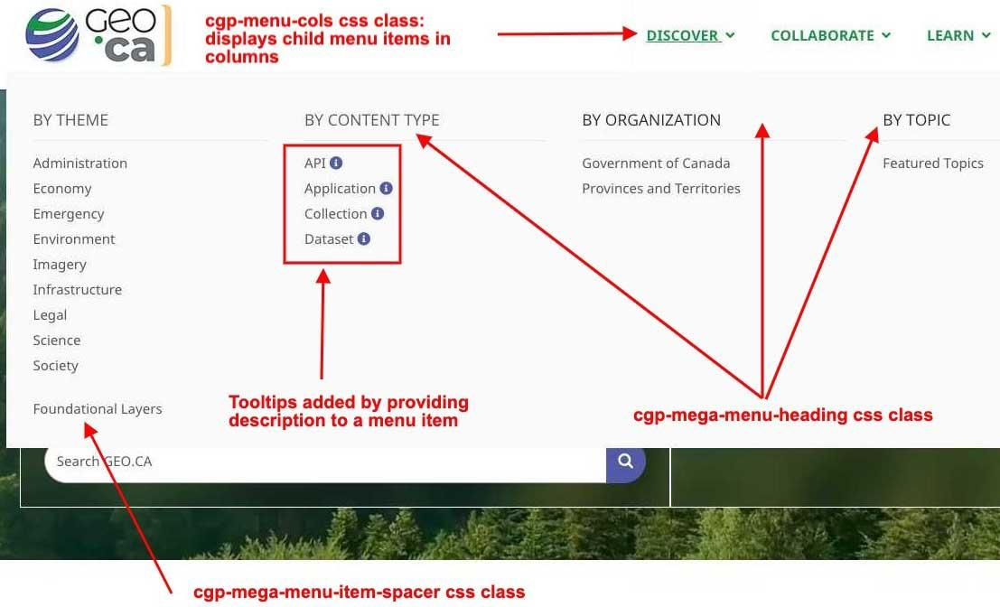 GEO
ca
cgp-menu-cols css class:
displays child menu items in
columns
DISCOVER
COLLABORATE
LEARN
BY THEME
Administration
Economy
Emergency
Environment
Imagery
Infrastructure
Legal
Science
Society
Foundational Layers
BY CONTENT TYPE
API
Application
Collection
Dataset
BY ORGANIZATION
Government of Canada
Provinces and Territories
BY TOPIC
Featured Topics
Tooltips added by providing
description to a menu item
cgp-mega-menu-heading css class
Search GEO.CA
cgp-mega-menu-item-spacer css class